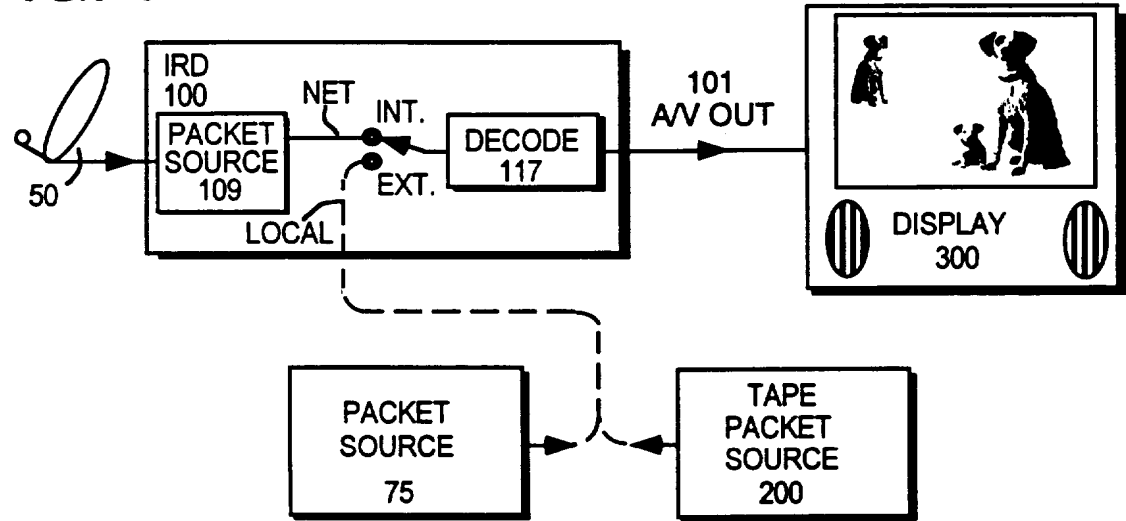 IRD
100
NET
INT.
PACKET
SOURCE
109
DECODE
117
EXT.
LOCAL
50
101
A/V OUT
DISPLAY
300
PACKET
SOURCE
75
TAPE
PACKET
SOURCE
200